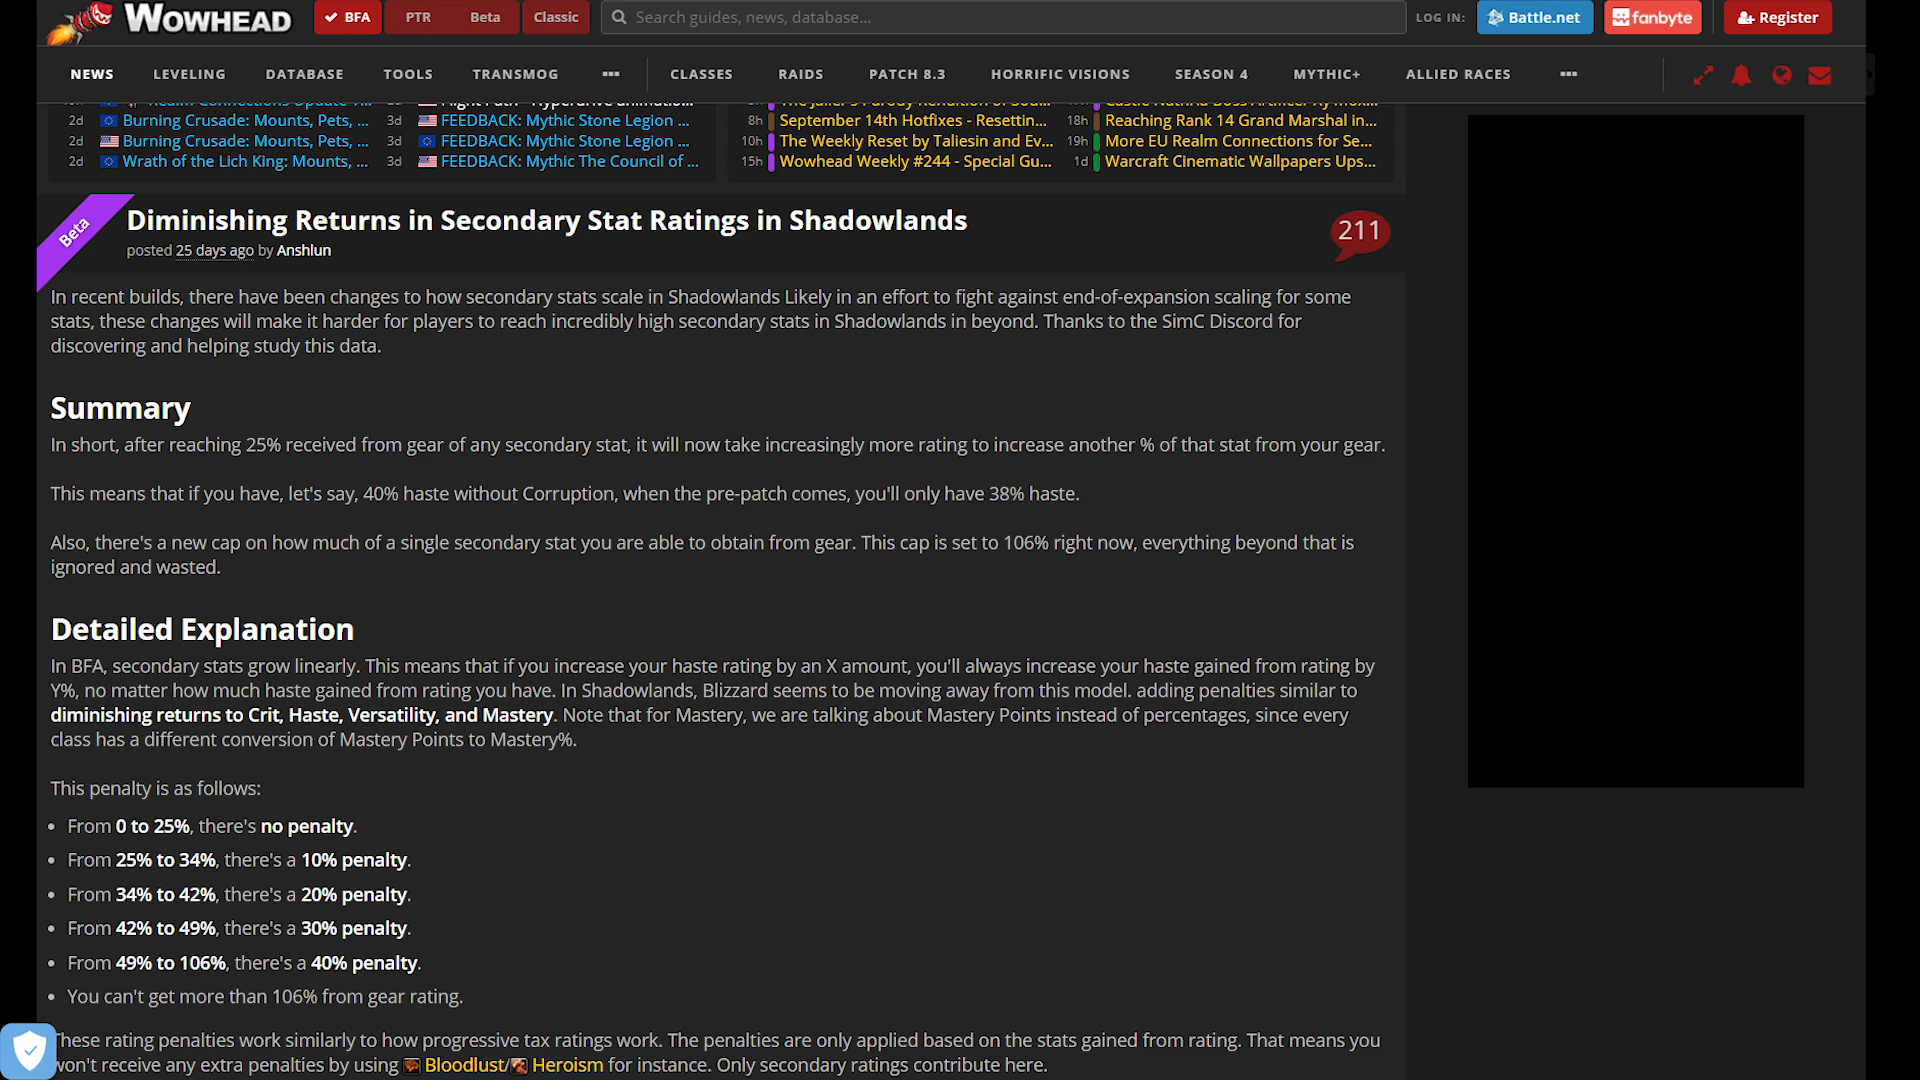 WOWHEAD
BFA PTR Beta Classic
Search guides, news, database...
LOG IN: Battle.net fanbyte Register
NEWS LEVELING DATABASE TOOLS TRANSMOG ••• CLASSES RAIDS PATCH 8.3 HORRIFIC VISIONS SEASON 4 MYTHIC+ ALLIED RACES •••
2d Burning Crusade: Mounts, Pets, ... 3d FEEDBACK: Mythic Stone Legion ... 8h September 14th Hotfixes - Resettin... 18h Reaching Rank 14 Grand Marshal in...
2d Burning Crusade: Mounts, Pets, ... 3d FEEDBACK: Mythic Stone Legion ... 10h The Weekly Reset by Taliesin and Ev... 19h More EU Realm Connections for Se...
2d Wrath of the Lich King: Mounts, ... 3d FEEDBACK: Mythic The Council of ... 15h Wowhead Weekly #244 - Special Gu... 1d Warcraft Cinematic Wallpapers Ups...
Beta
Diminishing Returns in Secondary Stat Ratings in Shadowlands
211
posted 25 days ago by Anshlun
In recent builds, there have been changes to how secondary stats scale in Shadowlands Likely in an effort to fight against end-of-expansion scaling for some
stats, these changes will make it harder for players to reach incredibly high secondary stats in Shadowlands in beyond. Thanks to the SimC Discord for
discovering and helping study this data.
Summary
In short, after reaching 25% received from gear of any secondary stat, it will now take increasingly more rating to increase another % of that stat from your gear.
This means that if you have, let's say, 40% haste without Corruption, when the pre-patch comes, you'll only have 38% haste.
Also, there's a new cap on how much of a single secondary stat you are able to obtain from gear. This cap is set to 106% right now, everything beyond that is
ignored and wasted.
Detailed Explanation
In BFA, secondary stats grow linearly. This means that if you increase your haste rating by an X amount, you'll always increase your haste gained from rating by
Y%, no matter how much haste gained from rating you have. In Shadowlands, Blizzard seems to be moving away from this model. adding penalties similar to
diminishing returns to Crit, Haste, Versatility, and Mastery. Note that for Mastery, we are talking about Mastery Points instead of percentages, since every
class has a different conversion of Mastery Points to Mastery%.
This penalty is as follows:
• From 0 to 25%, there's no penalty.
• From 25% to 34%, there's a 10% penalty.
• From 34% to 42%, there's a 20% penalty.
• From 42% to 49%, there's a 30% penalty.
• From 49% to 106%, there's a 40% penalty.
• You can't get more than 106% from gear rating.
These rating penalties work similarly to how progressive tax ratings work. The penalties are only applied based on the stats gained from rating. That means you
won't receive any extra penalties by using Bloodlust/ Heroism for instance. Only secondary ratings contribute here.